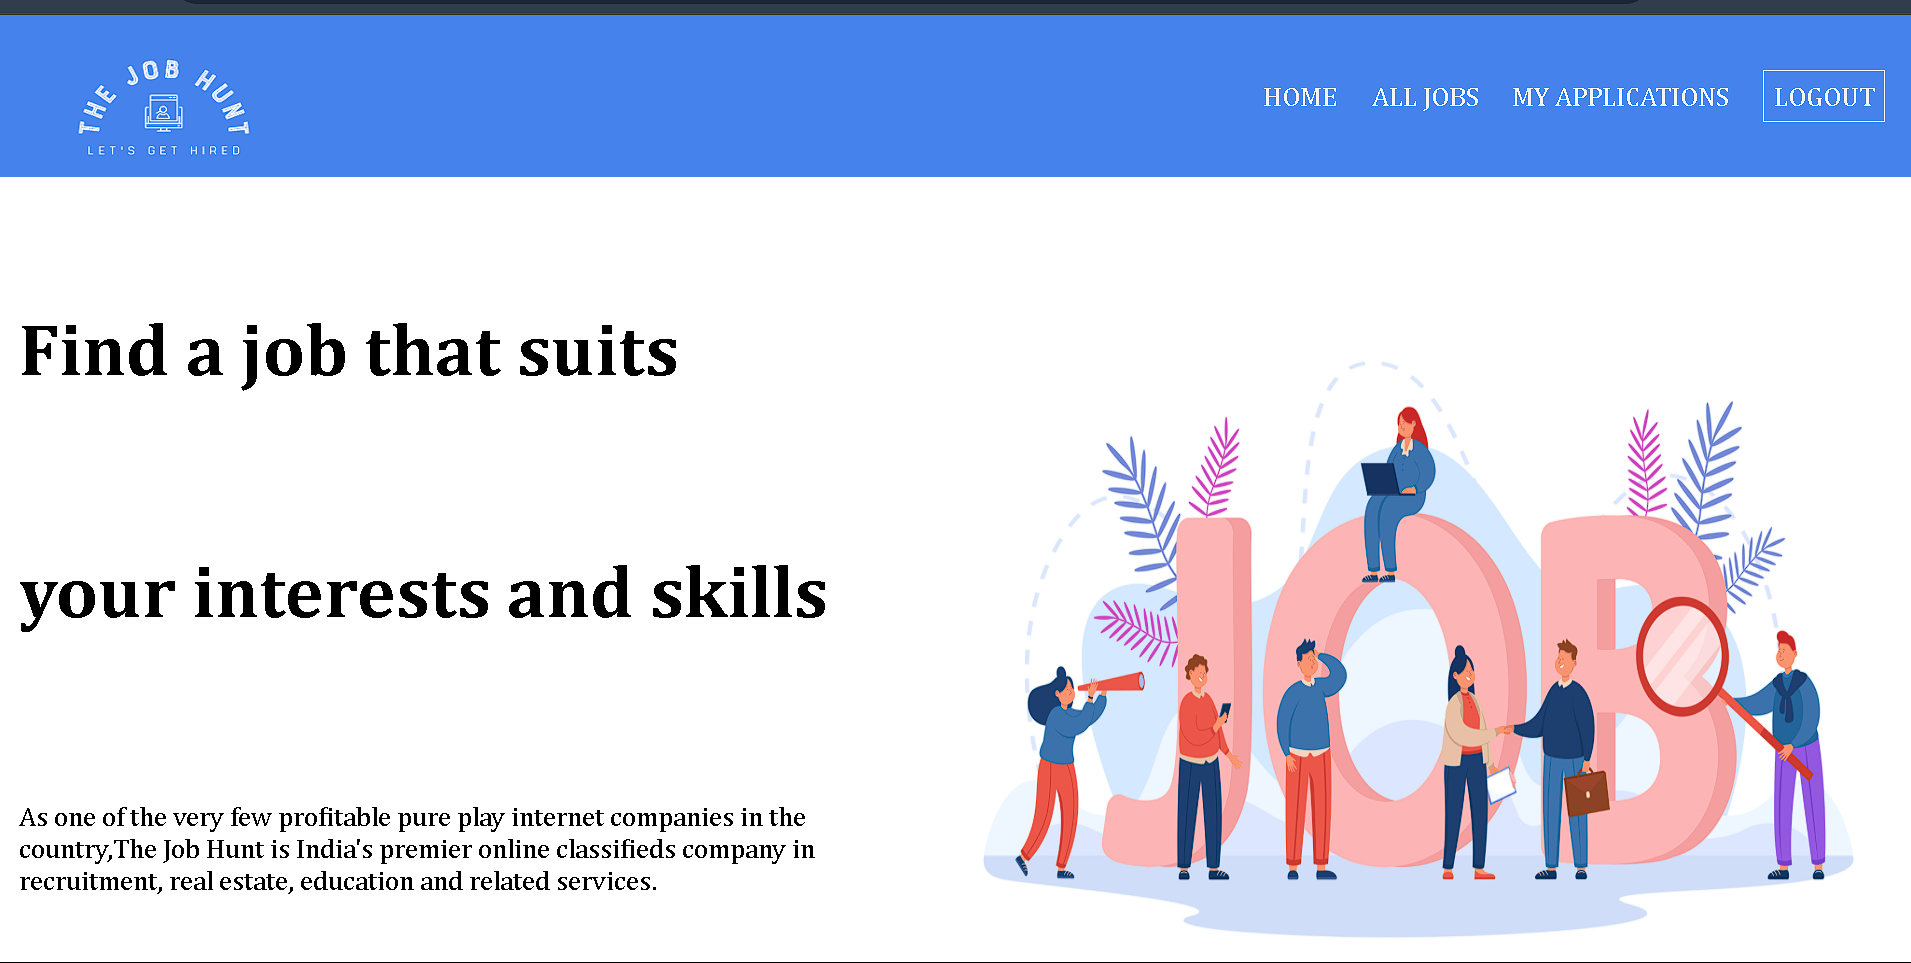 THE JOB HUNT
LET'S GET HIRED
HOME ALL JOBS MY APPLICATIONS LOGOUT
Find a job that suits
your interests and skills
As one of the very few profitable pure play internet companies in the
country,The Job Hunt is India's premier online classifieds company in
recruitment, real estate, education and related services.
JOB